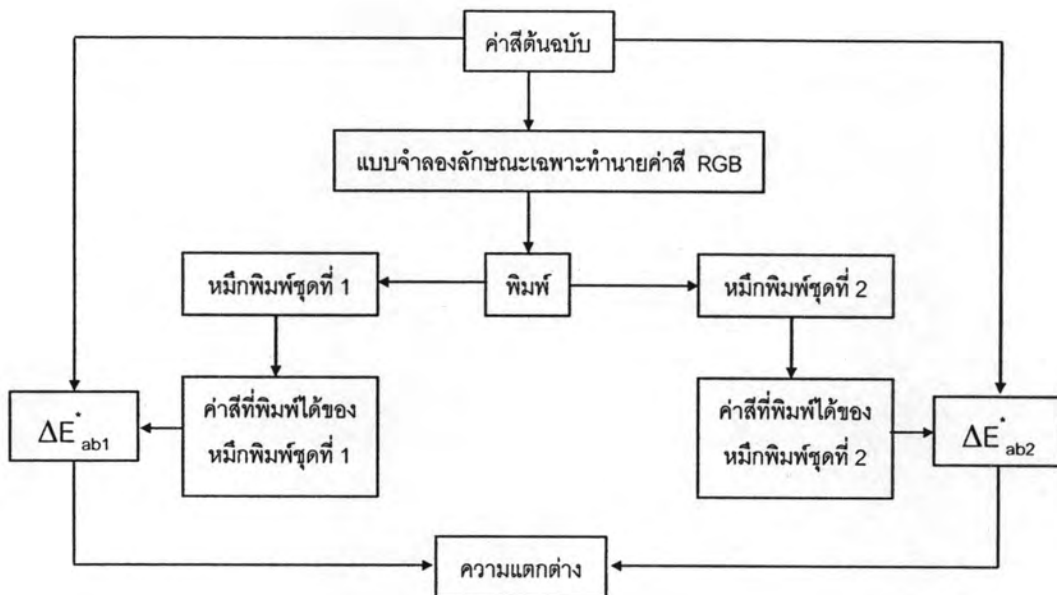 ค่าสีต้นฉบับ
แบบจำลองลักษณะเฉพาะทำนายค่าสี RGB
หมึกพิมพ์ชุดที่ 1
พิมพ์
หมึกพิมพ์ชุดที่ 2
ΔE*ab1
ค่าสีที่พิมพ์ได้ของ
หมึกพิมพ์ชุดที่ 1
ค่าสีที่พิมพ์ได้ของ
หมึกพิมพ์ชุดที่ 2
ΔE*ab2
ความแตกต่าง